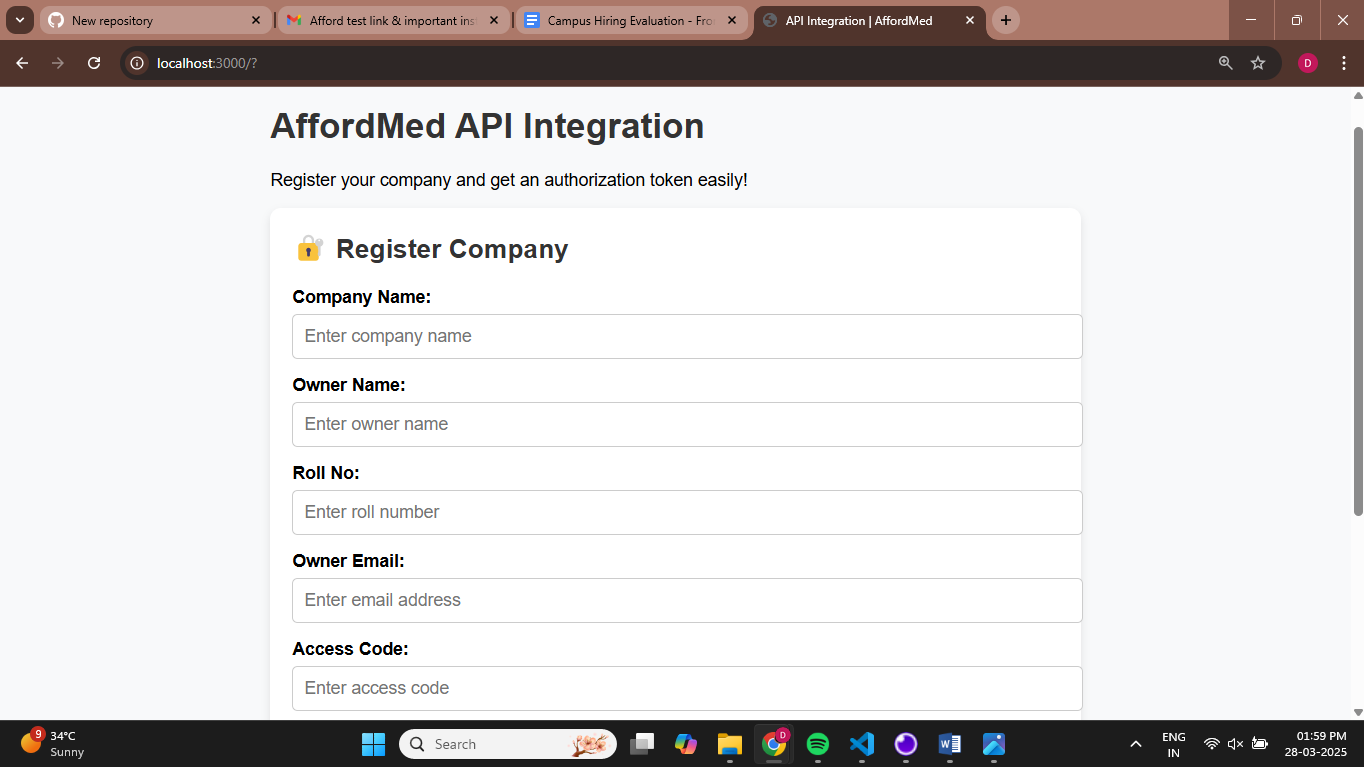 New repository
Afford test link & important ins
Campus Hiring Evaluation - Fro
API Integration | AffordMed
localhost:3000/?
D
AffordMed API Integration
Register your company and get an authorization token easily!
Register Company
Company Name:
Enter company name
Owner Name:
Enter owner name
Roll No:
Enter roll number
Owner Email:
Enter email address
Access Code:
Enter access code
9
34°C
Sunny
Search
D
W
ENG
IN
01:59 PM
28-03-2025